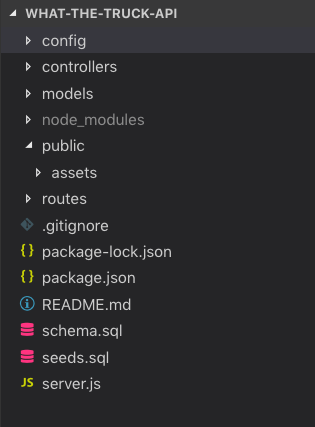 WHAT-THE-TRUCK-API
config
controllers
models
node_modules
public
assets
routes
.gitignore
{ } package-lock.json
{ } package.json
README.md
schema.sql
seeds.sql
JS server.js